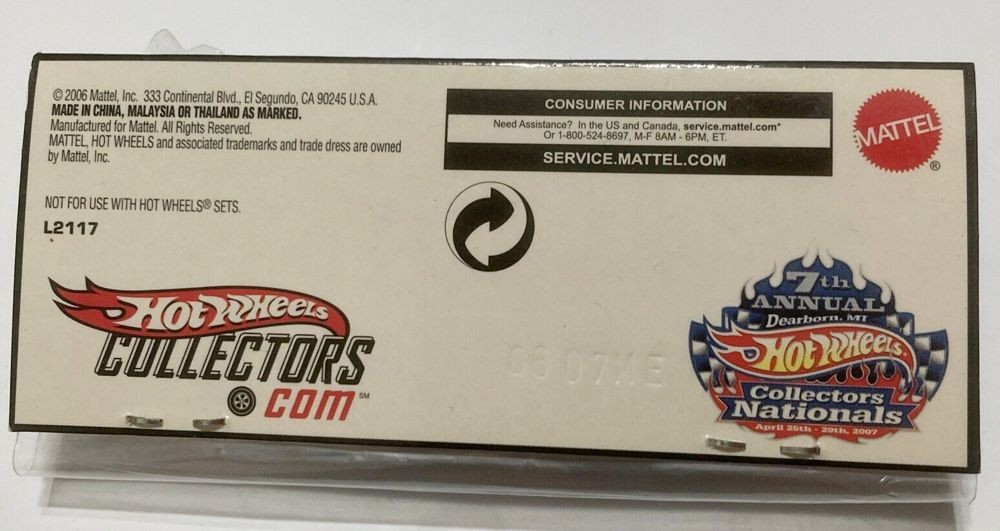 © 2006 Mattel, Inc. 333 Continental Blvd., El Segundo, CA 90245 U.S.A.
MADE IN CHINA, MALAYSIA OR THAILAND AS MARKED.
Manufactured for Mattel. All Rights Reserved.
MATTEL, HOT WHEELS and associated trademarks and trade dress are owned
by Mattel, Inc.
NOT FOR USE WITH HOT WHEELS® SETS.
L2117
CONSUMER INFORMATION
Need Assistance? In the US and Canada, service.mattel.com*
Or 1-800-524-8697, M-F 8AM - 6PM, ET.
SERVICE.MATTEL.COM
MATTEL
®
HOT WHEELS
COLLECTORS
COM℠
7th
ANNUAL
Dearborn, MI
HOT WHEELS
Collectors
Nationals
April 25th - 29th, 2007